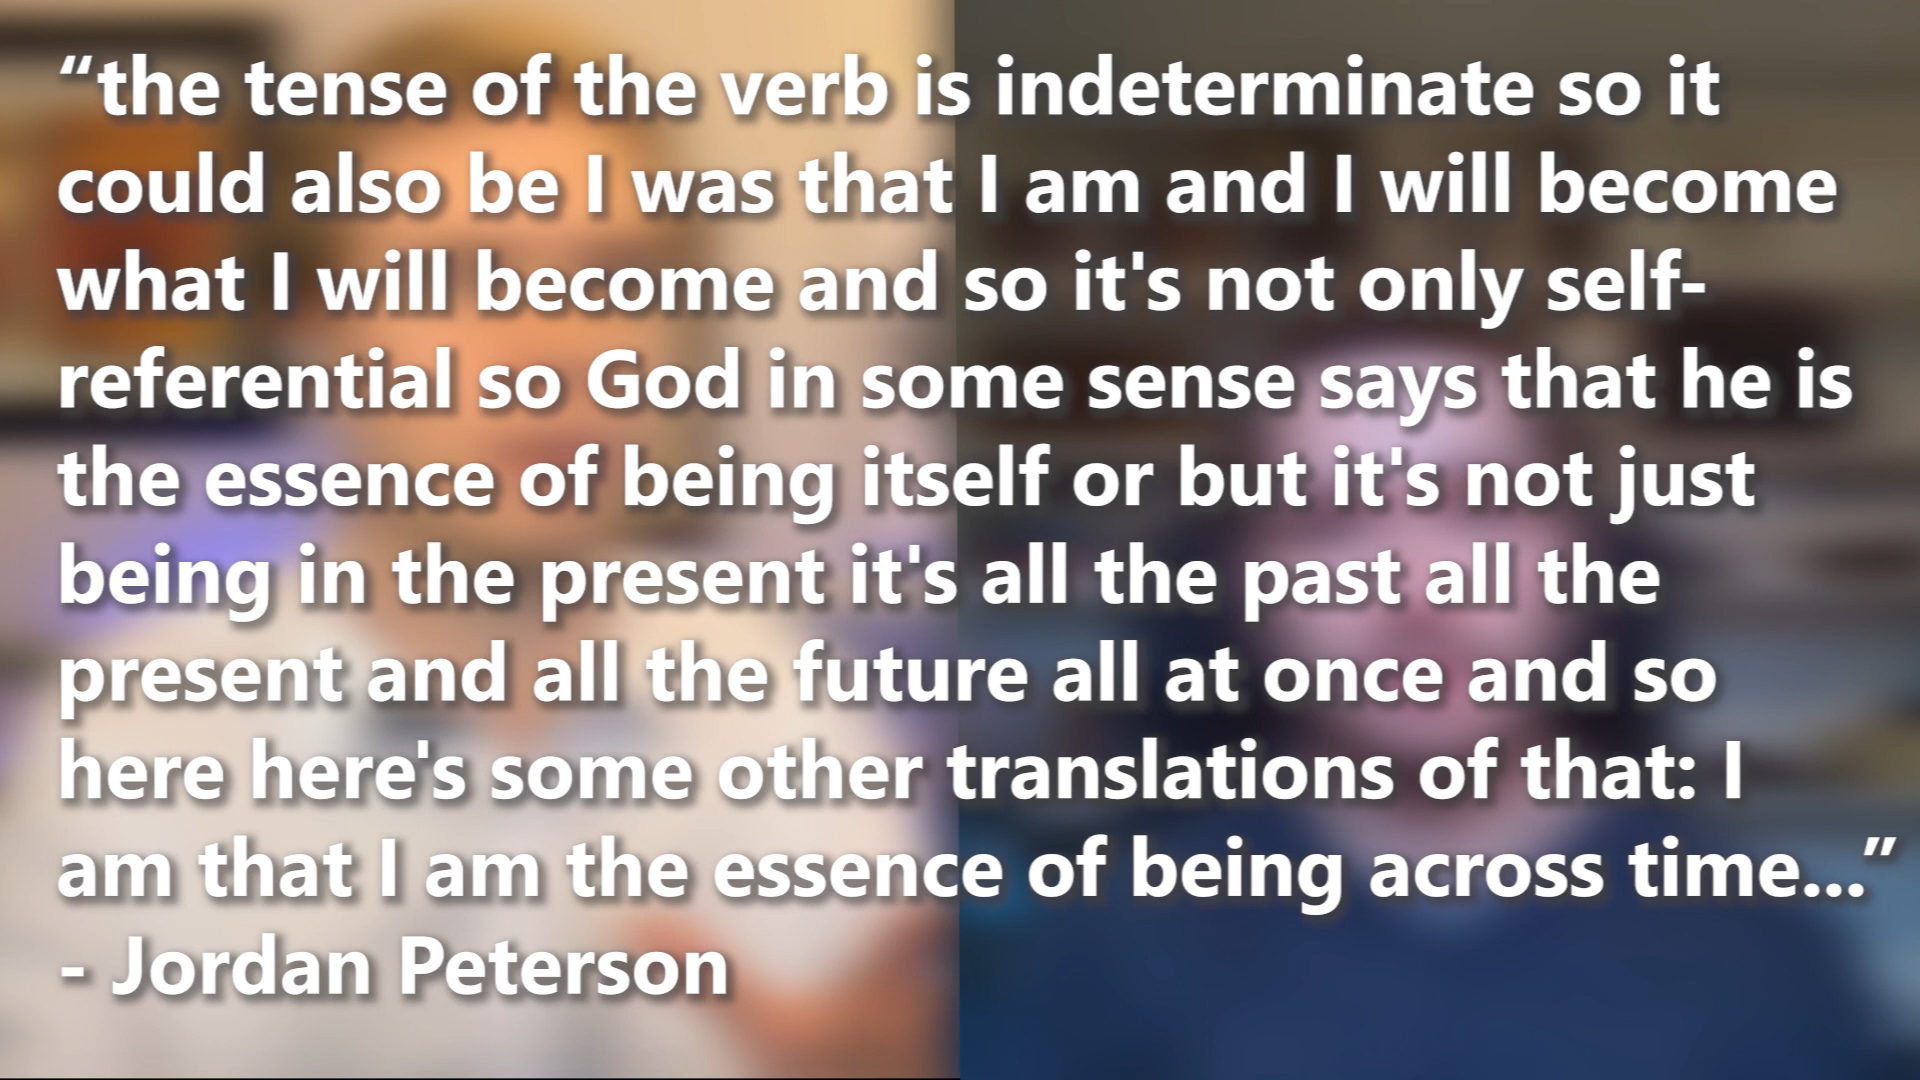 “the tense of the verb is indeterminate so it
could also be I was that I am and I will become
what I will become and so it's not only self-
referential so God in some sense says that he is
the essence of being itself or but it's not just
being in the present it's all the past all the
present and all the future all at once and so
here here's some other translations of that: I
am that I am the essence of being across time...”
- Jordan Peterson